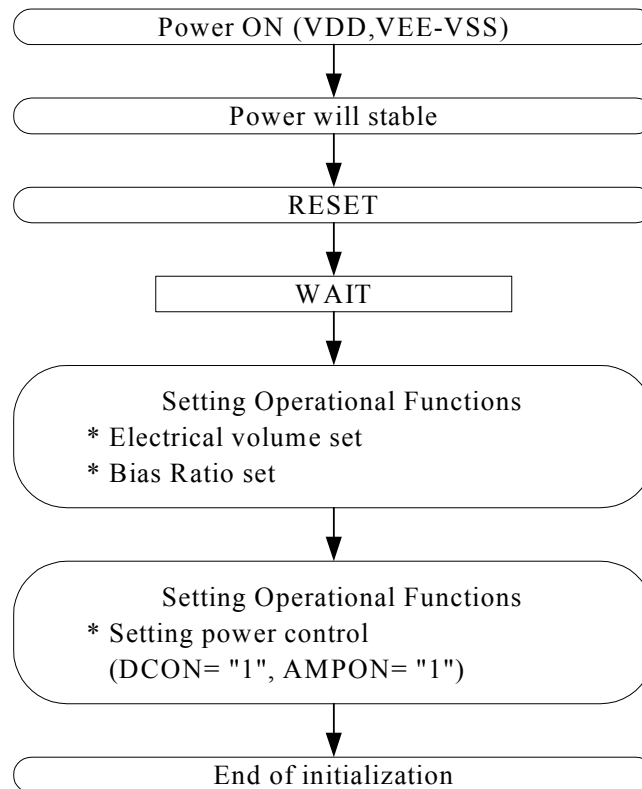 Power ON (VDD,VEE-VSS)
Power will stable
RESET
WAIT
Setting Operational Functions
* Electrical volume set
* Bias Ratio set
Setting Operational Functions
* Setting power control
(DCON= "1", AMPON= "1")
End of initialization